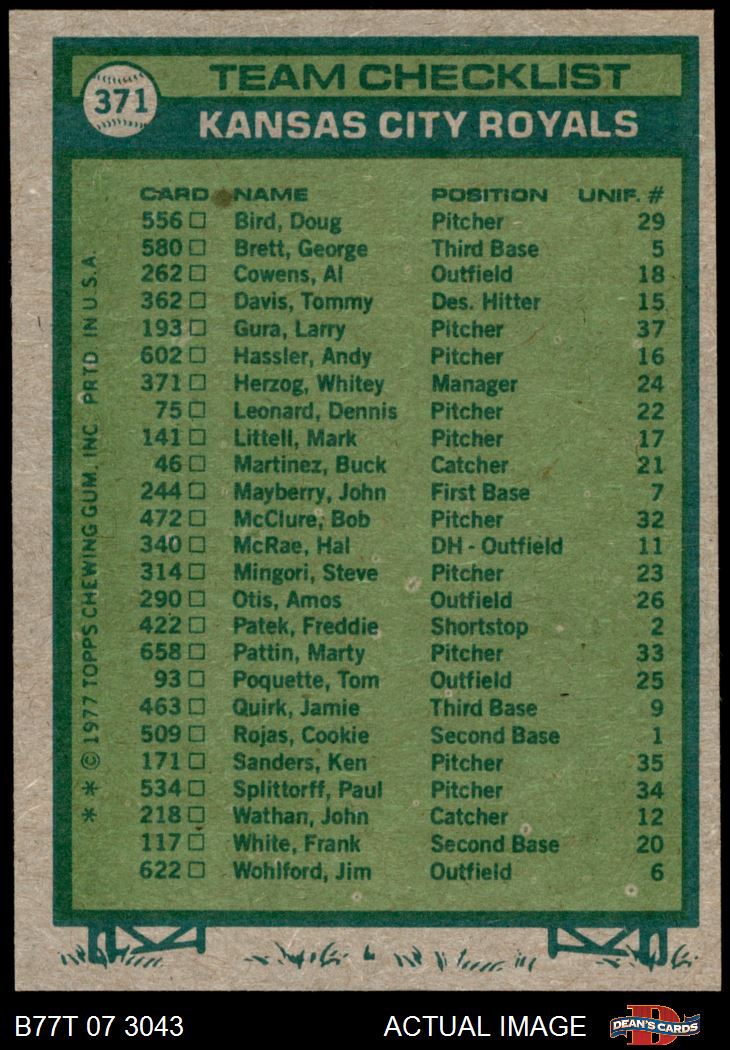 371
TEAM CHECKLIST
KANSAS CITY ROYALS
CARD NAME POSITION UNIF. #
556 □ Bird, Doug Pitcher 29
580 □ Brett, George Third Base 5
262 □ Cowens, Al Outfield 18
362 □ Davis, Tommy Des. Hitter 15
193 □ Gura, Larry Pitcher 37
602 □ Hassler, Andy Pitcher 16
371 □ Herzog, Whitey Manager 24
75 □ Leonard, Dennis Pitcher 22
141 □ Littell, Mark Pitcher 17
46 □ Martinez, Buck Catcher 21
244 □ Mayberry, John First Base 7
472 □ McClure, Bob Pitcher 32
340 □ McRae, Hal DH - Outfield 11
314 □ Mingori, Steve Pitcher 23
290 □ Otis, Amos Outfield 26
422 □ Patek, Freddie Shortstop 2
658 □ Pattin, Marty Pitcher 33
93 □ Poquette, Tom Outfield 25
463 □ Quirk, Jamie Third Base 9
509 □ Rojas, Cookie Second Base 1
171 □ Sanders, Ken Pitcher 35
534 □ Splittorff, Paul Pitcher 34
218 □ Wathan, John Catcher 12
117 □ White, Frank Second Base 20
622 □ Wohlford, Jim Outfield 6
* * © 1977 TOPPS CHEWING GUM, INC. PRTD. IN U.S.A.
B77T 07 3043 ACTUAL IMAGE
D
DEAN'S CARDS